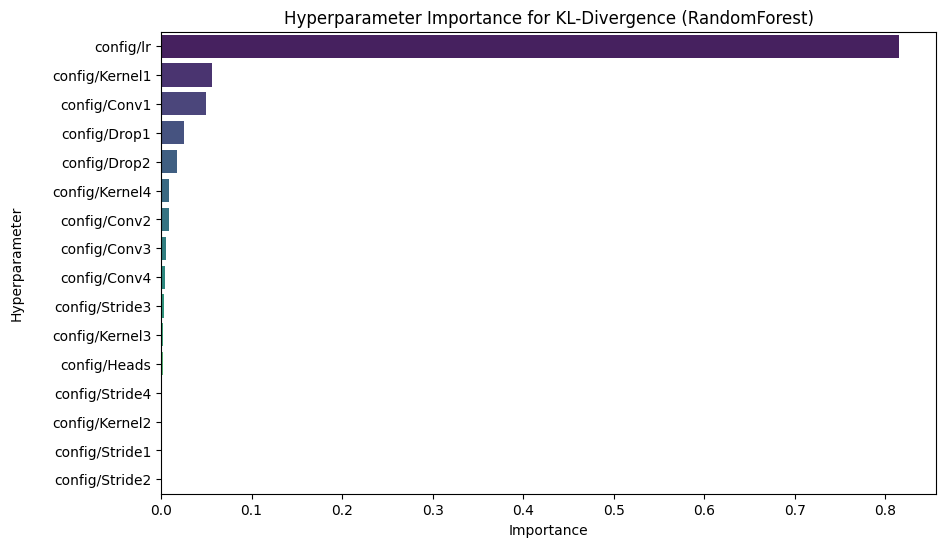 Hyperparameter Importance for KL-Divergence (RandomForest)
Hyperparameter
config/lr
config/Kernel1
config/Conv1
config/Drop1
config/Drop2
config/Kernel4
config/Conv2
config/Conv3
config/Conv4
config/Stride3
config/Kernel3
config/Heads
config/Stride4
config/Kernel2
config/Stride1
config/Stride2
0.0 0.1 0.2 0.3 0.4 0.5 0.6 0.7 0.8
Importance